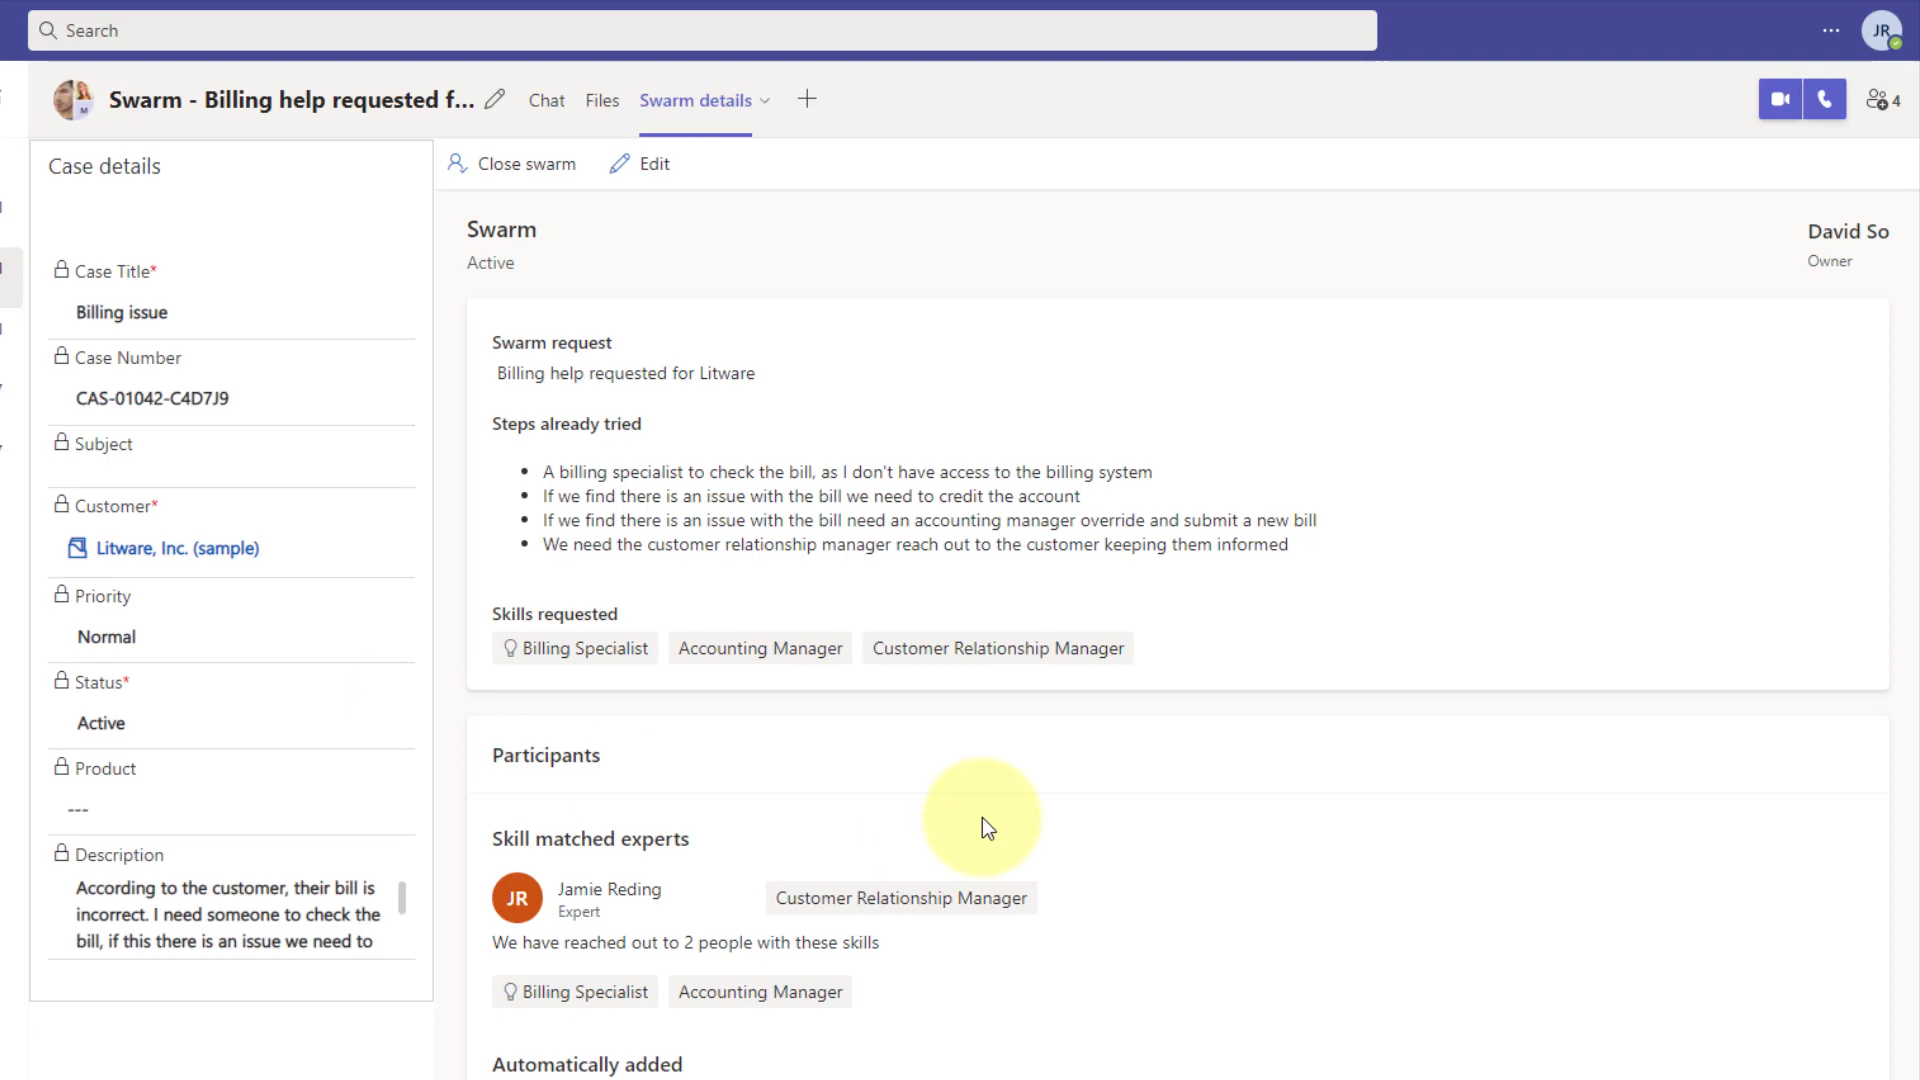 Search
JR
Swarm - Billing help requested f...
Chat
Files
Swarm details
4
Case details
Case Title*
Billing issue
Case Number
CAS-01042-C4D7J9
Subject
Customer*
Litware, Inc. (sample)
Priority
Normal
Status*
Active
Product
---
Description
According to the customer, their bill is
incorrect. I need someone to check the
bill, if this there is an issue we need to
Close swarm
Edit
Swarm
Active
David So
Owner
Swarm request
Billing help requested for Litware
Steps already tried
• A billing specialist to check the bill, as I don't have access to the billing system
• If we find there is an issue with the bill we need to credit the account
• If we find there is an issue with the bill need an accounting manager override and submit a new bill
• We need the customer relationship manager reach out to the customer keeping them informed
Skills requested
Billing Specialist
Accounting Manager
Customer Relationship Manager
Participants
Skill matched experts
JR
Jamie Reding
Expert
Customer Relationship Manager
We have reached out to 2 people with these skills
Billing Specialist
Accounting Manager
Automatically added